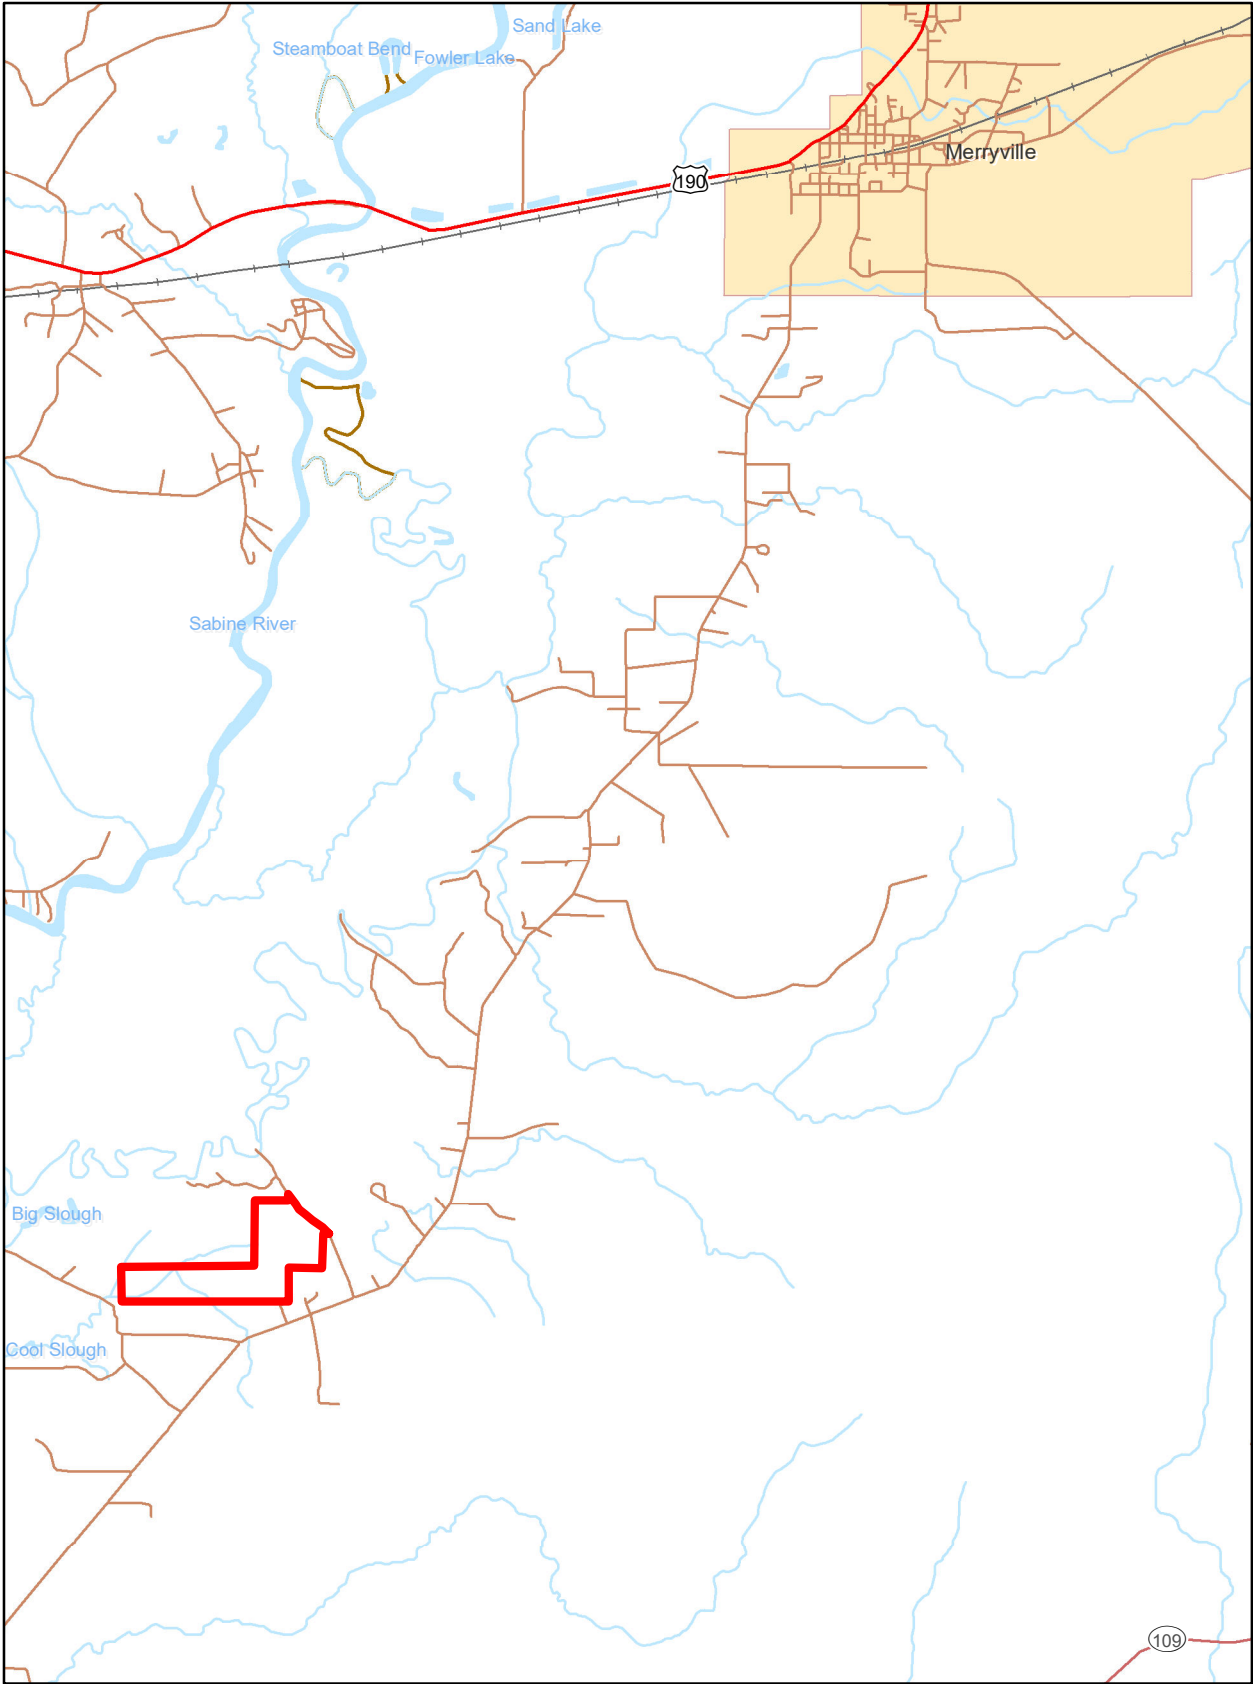 Sand Lake
Steamboat Bend
Fowler Lake
Merryville
190
Sabine River
Big Slough
Cool Slough
109